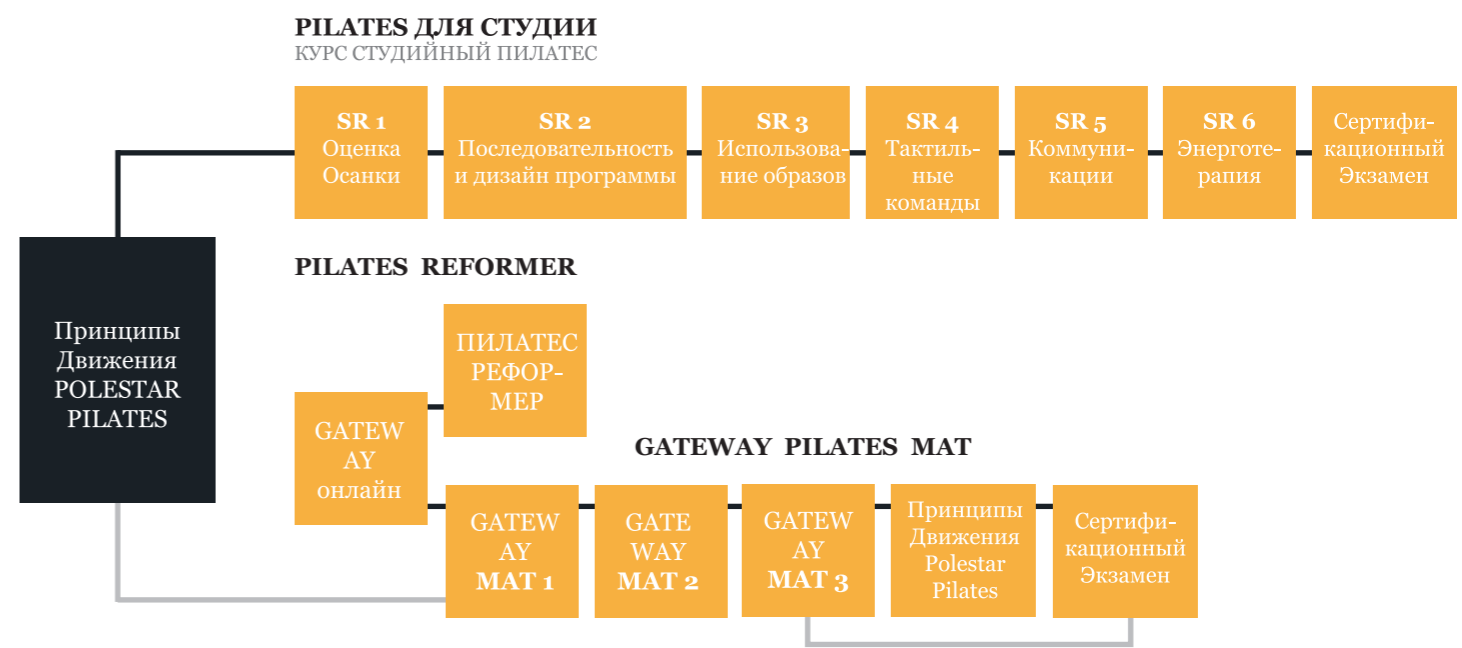 PILATES ДЛЯ СТУДИИ
КУРС СТУДИЙНЫЙ ПИЛАТЕС
SR 1
Оценка
Осанки
SR 2
Последовательность
и дизайн программы
SR 3
Использова-
ние образов
SR 4
Тактиль-
ные
команды
SR 5
Коммуни-
кации
SR 6
Энерготе-
рапия
Сертифи-
кационный
Экзамен
Принципы
Движения
POLESTAR
PILATES
PILATES REFORMER
ПИЛАТЕС
РЕФОР-
МЕР
GATEW
AY
онлайн
GATEWAY PILATES MAT
GATEW
AY
MAT 1
GATE
WAY
MAT 2
GATEW
AY
MAT 3
Принципы
Движения
Polestar
Pilates
Сертифи-
кационный
Экзамен